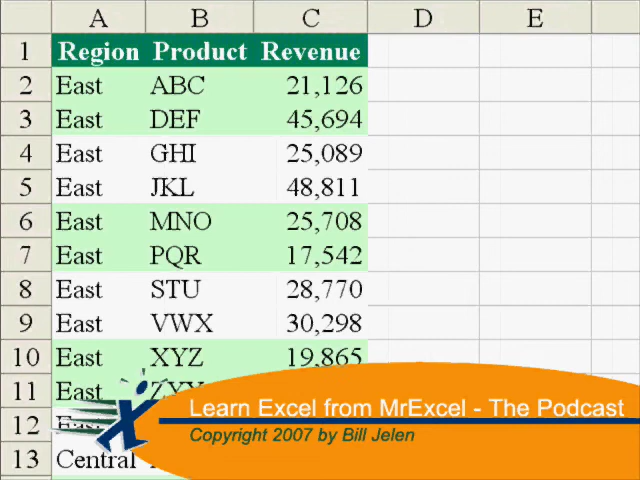 A B C D E
1 Region Product Revenue
2 East ABC 21,126
3 East DEF 45,694
4 East GHI 25,089
5 East JKL 48,811
6 East MNO 25,708
7 East PQR 17,542
8 East STU 28,770
9 East VWX 30,298
10 East XYZ 19,865
11 East
12 East
13 Central
Learn Excel from MrExcel - The Podcast
Copyright 2007 by Bill Jelen